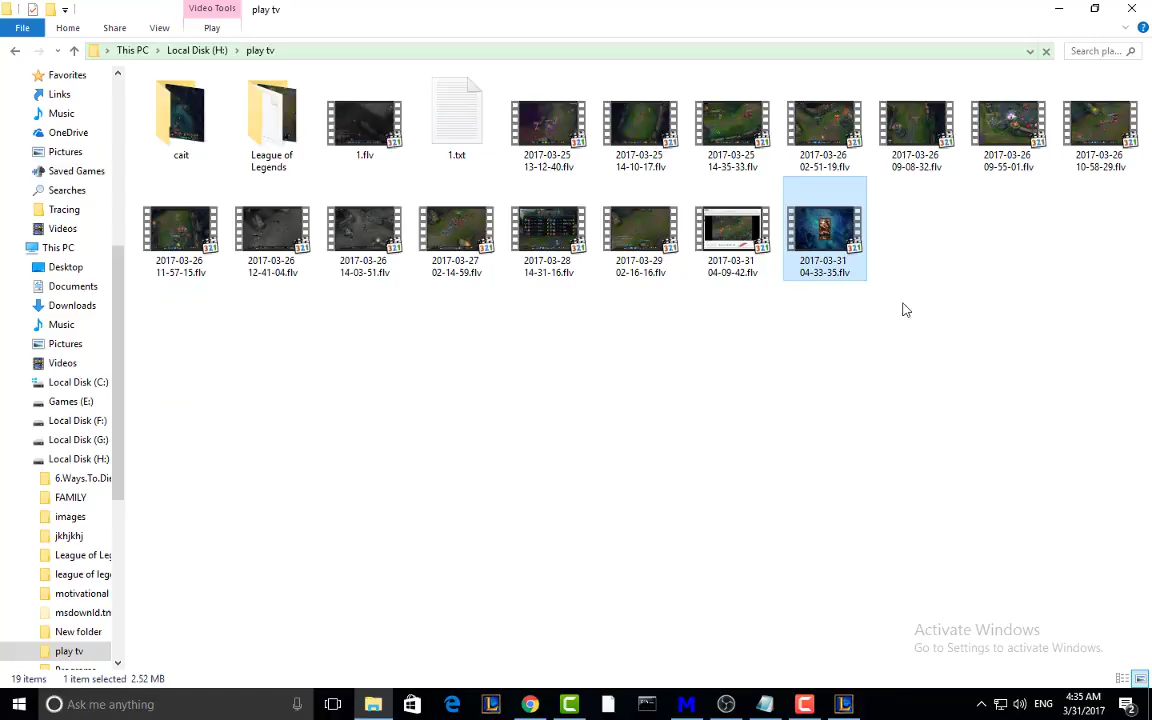 Video Tools
play tv
File
Home
Share
View
Play
This PC
Local Disk (H:)
play tv
Search pla...
Favorites
Links
Music
OneDrive
Pictures
Saved Games
Searches
Tracing
Videos
This PC
Desktop
Documents
Downloads
Music
Pictures
Videos
Local Disk (C:)
Games (E:)
Local Disk (F:)
Local Disk (G:)
Local Disk (H:)
6.Ways.To.Die
FAMILY
images
jkhjkhj
League of Leg
league of lege
motivational
msdownld.tm
New folder
play tv
cait
League of
Legends
1.flv
1.txt
2017-03-25
13-12-40.flv
2017-03-25
14-10-17.flv
2017-03-25
14-35-33.flv
2017-03-26
02-51-19.flv
2017-03-26
09-08-32.flv
2017-03-26
09-55-01.flv
2017-03-26
10-58-29.flv
2017-03-26
11-57-15.flv
2017-03-26
12-41-04.flv
2017-03-26
14-03-51.flv
2017-03-27
02-14-59.flv
2017-03-28
14-31-16.flv
2017-03-29
02-16-16.flv
2017-03-31
04-09-42.flv
2017-03-31
04-33-35.flv
Activate Windows
Go to Settings to activate Windows.
19 items
1 item selected 2.52 MB
Ask me anything
ENG
4:35 AM
3/31/2017
2